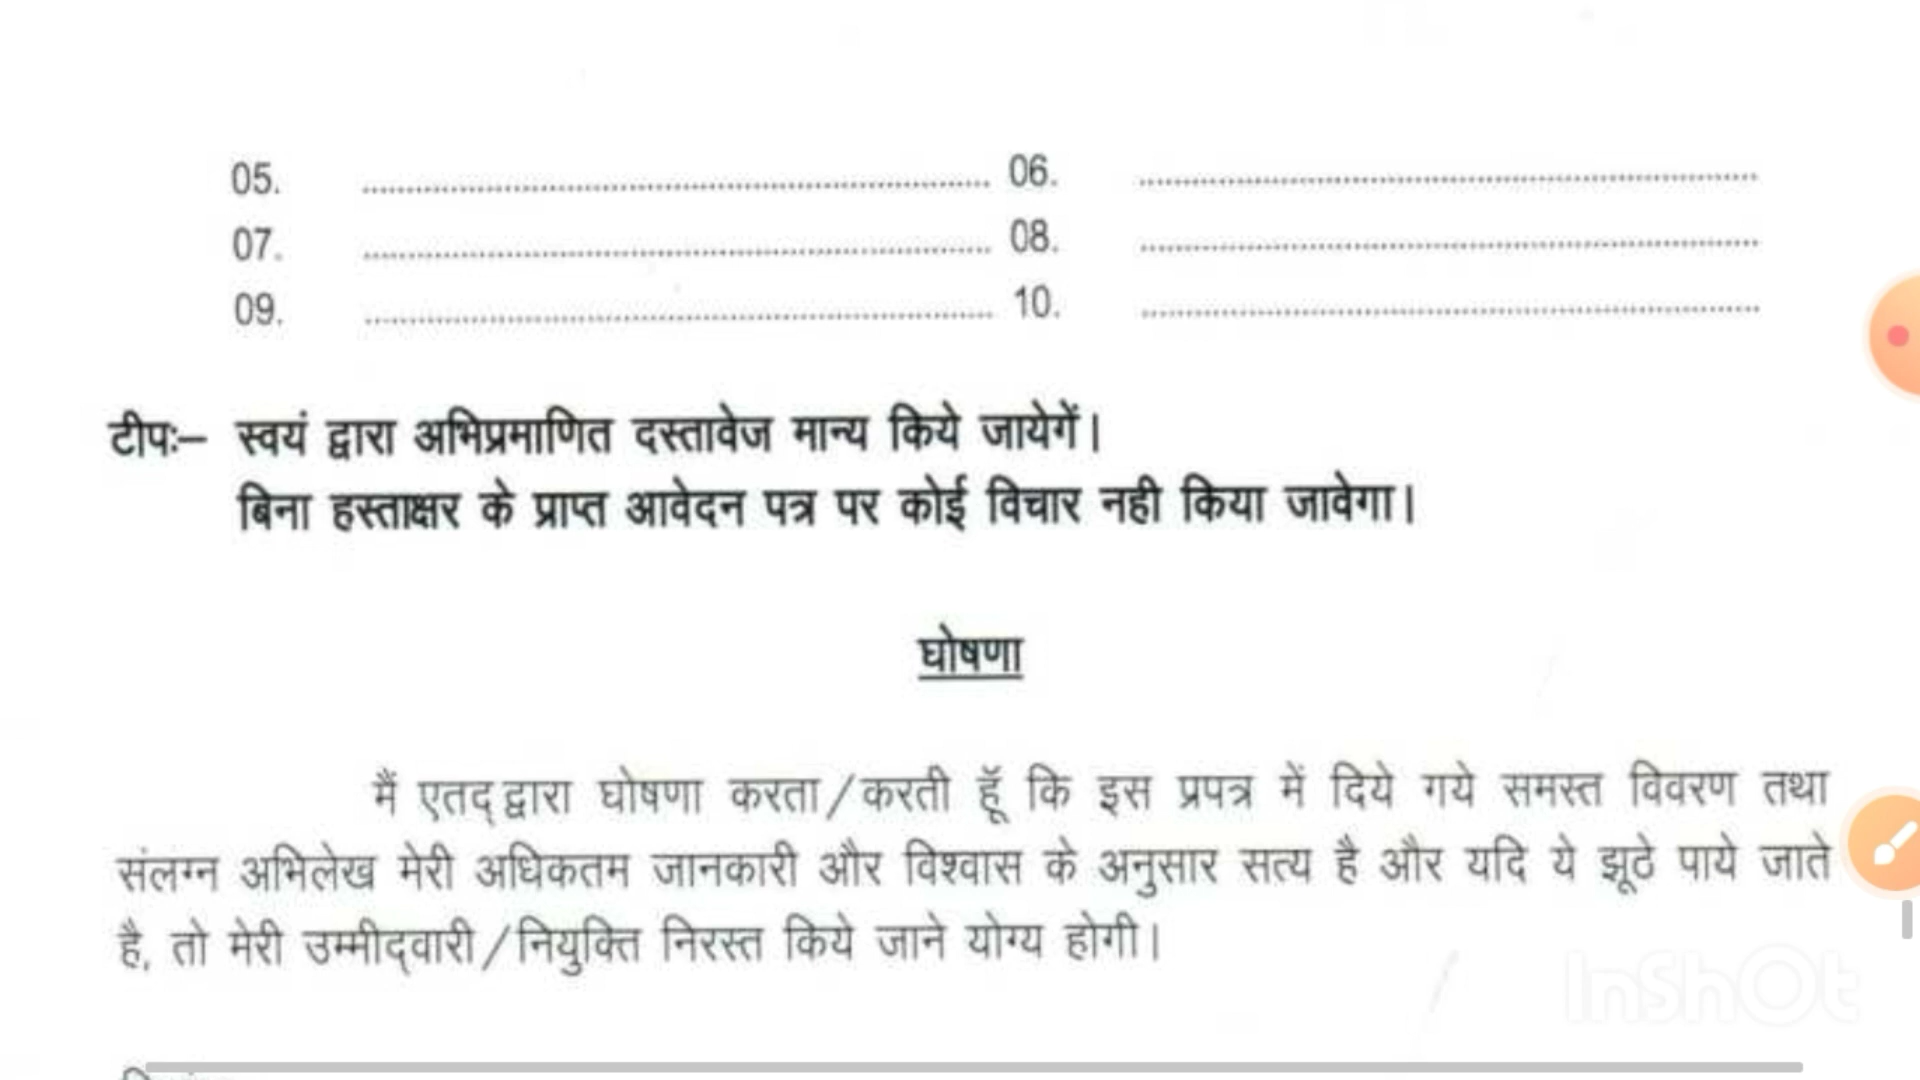 05. ........................................ 06. ........................................
07. ........................................ 08. ........................................
09. ........................................ 10. ........................................
टीपः– स्वयं द्वारा अभिप्रमाणित दस्तावेज मान्य किये जायेगें।
बिना हस्ताक्षर के प्राप्त आवेदन पत्र पर कोई विचार नही किया जावेगा।
घोषणा
मैं एतद्द्वारा घोषणा करता/करती हूँ कि इस प्रपत्र में दिये गये समस्त विवरण तथा
संलग्न अभिलेख मेरी अधिकतम जानकारी और विश्वास के अनुसार सत्य है और यदि ये झूठे पाये जाते
है, तो मेरी उम्मीद्वारी/नियुक्ति निरस्त किये जाने योग्य होगी।
InShOt